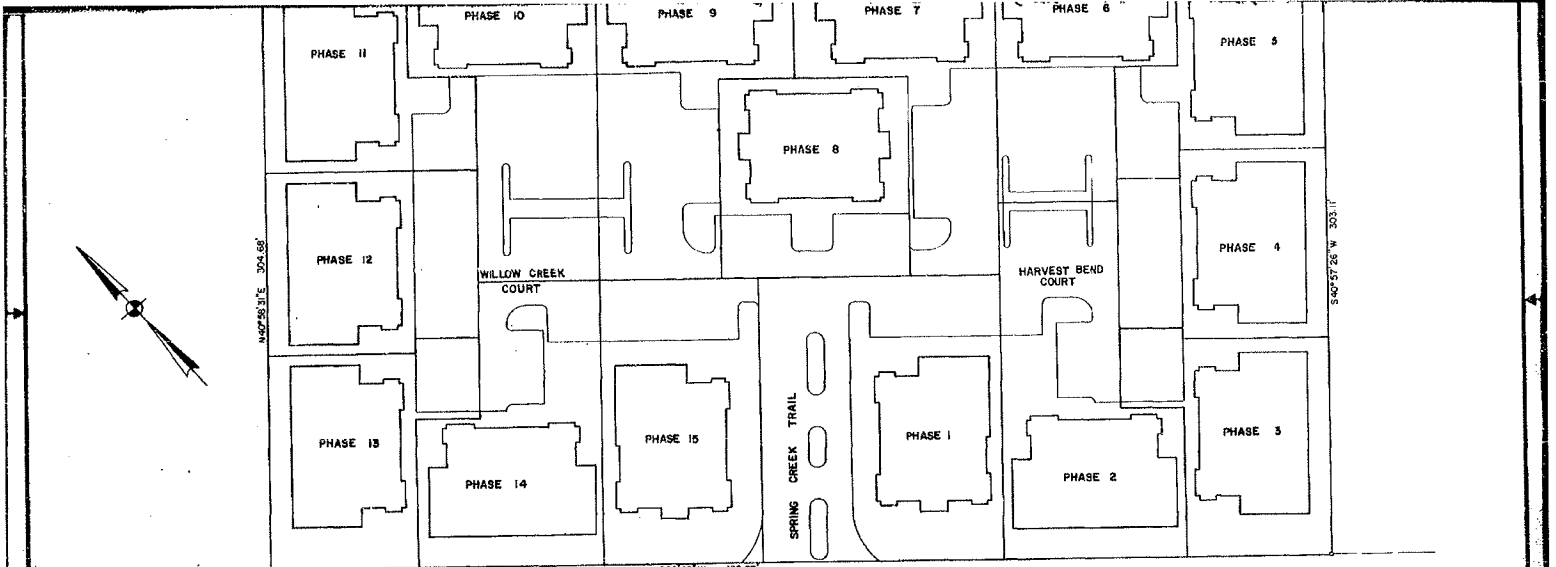 PHASE 10
PHASE 9
PHASE 7
PHASE 6
PHASE 11
PHASE 5
PHASE 8
PHASE 12
PHASE 4
N40°58'31"E 304.68'
S40°57'26"W 303.11'
WILLOW CREEK
COURT
HARVEST BEND
COURT
PHASE 13
PHASE 14
PHASE 15
SPRING CREEK TRAIL
PHASE 1
PHASE 2
PHASE 3